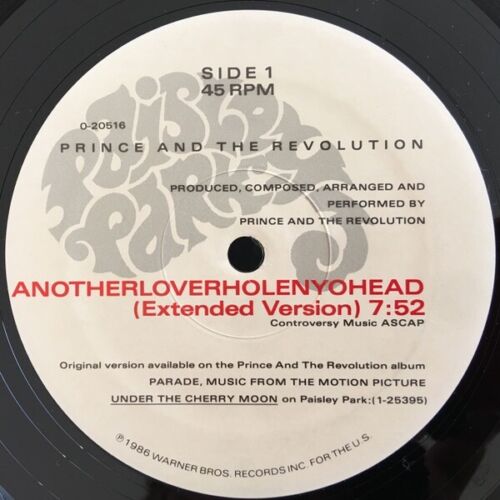 SIDE 1
45 RPM
0-20516
PAISLEY
PARK
PRINCE AND THE REVOLUTION
PRODUCED, COMPOSED, ARRANGED AND
PERFORMED BY
PRINCE AND THE REVOLUTION
ANOTHERLOVERHOLENYOHEAD
(Extended Version) 7:52
Controversy Music ASCAP
Original version available on the Prince And The Revolution album
PARADE, MUSIC FROM THE MOTION PICTURE
UNDER THE CHERRY MOON on Paisley Park:(1-25395)
℗1986 WARNER BROS. RECORDS INC. FOR THE U.S.